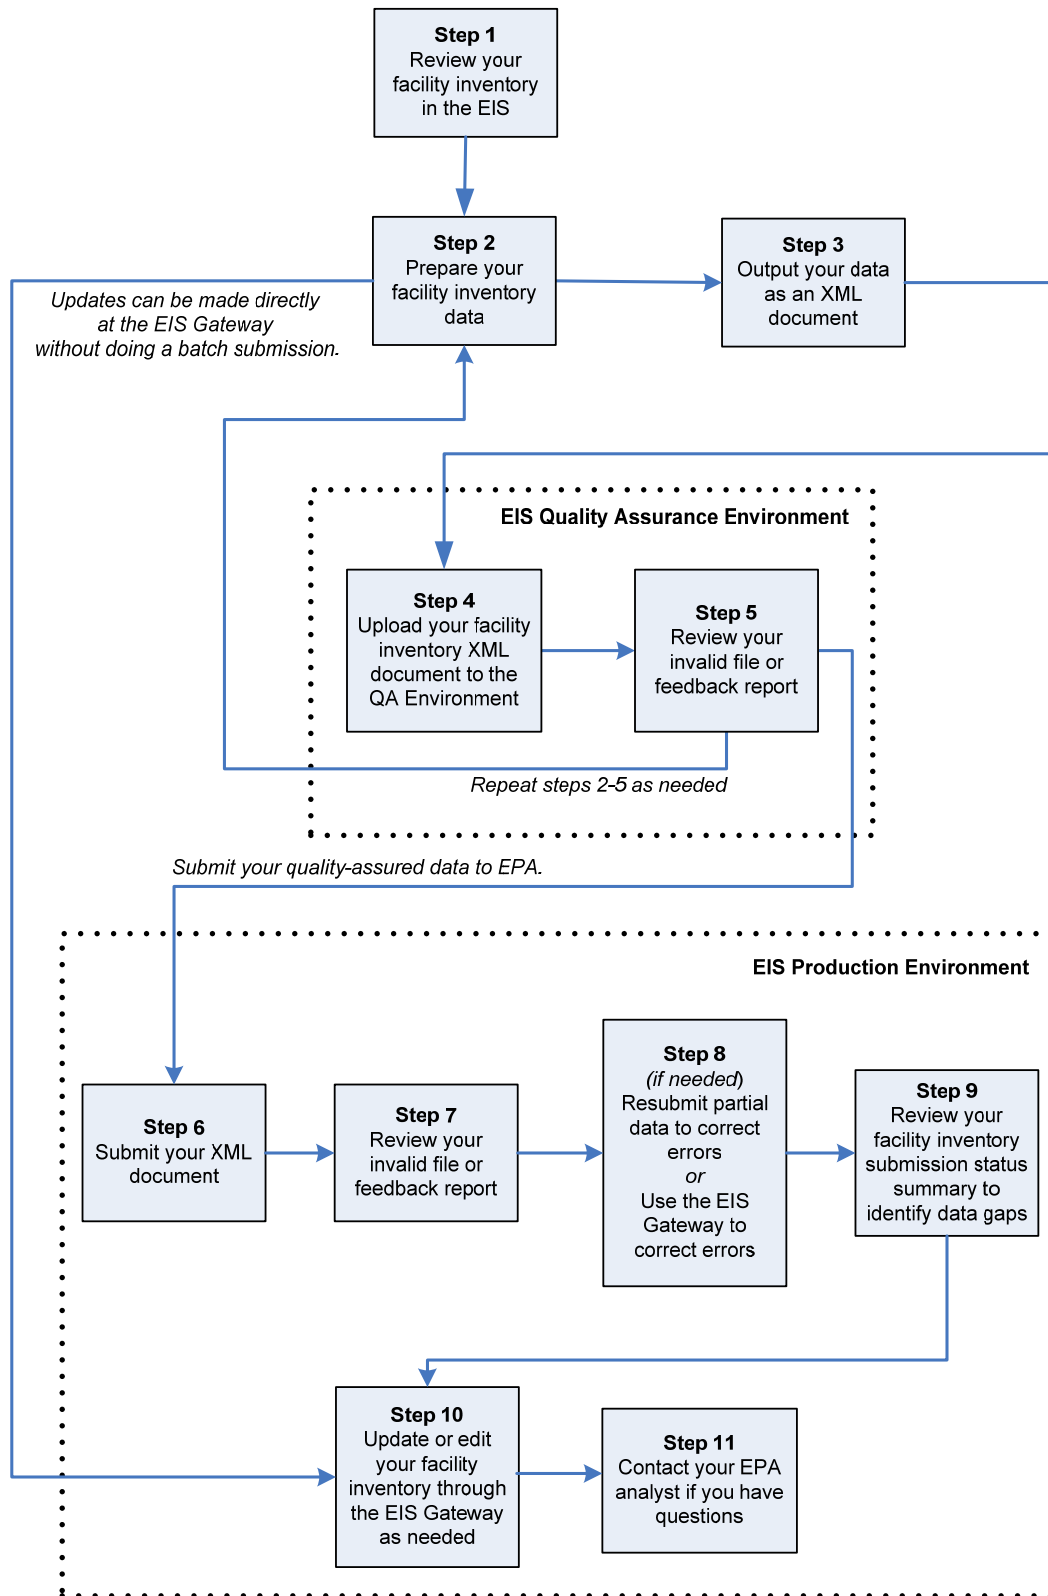 Step 1
Review your
facility inventory
in the EIS
Step 2
Prepare your
facility inventory
data
Step 3
Output your data
as an XML
document
Updates can be made directly
at the EIS Gateway
without doing a batch submission.
EIS Quality Assurance Environment
Step 4
Upload your facility
inventory XML
document to the
QA Environment
Step 5
Review your
invalid file or
feedback report
Repeat steps 2-5 as needed
Submit your quality-assured data to EPA.
EIS Production Environment
Step 6
Submit your XML
document
Step 7
Review your
invalid file or
feedback report
Step 8
(if needed)
Resubmit partial
data to correct
errors
or
Use the EIS
Gateway to
correct errors
Step 9
Review your
facility inventory
submission status
summary to
identify data gaps
Step 10
Update or edit
your facility
inventory through
the EIS Gateway
as needed
Step 11
Contact your EPA
analyst if you have
questions